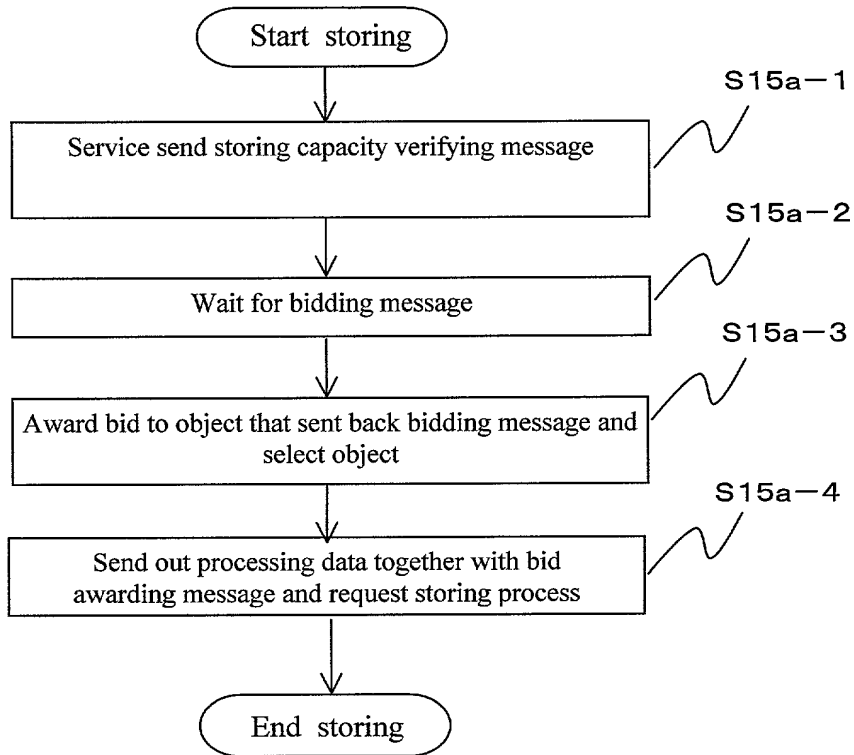 Start storing
S15a-1
Service send storing capacity verifying message
S15a-2
Wait for bidding message
S15a-3
Award bid to object that sent back bidding message and
select object
S15a-4
Send out processing data together with bid
awarding message and request storing process
End storing